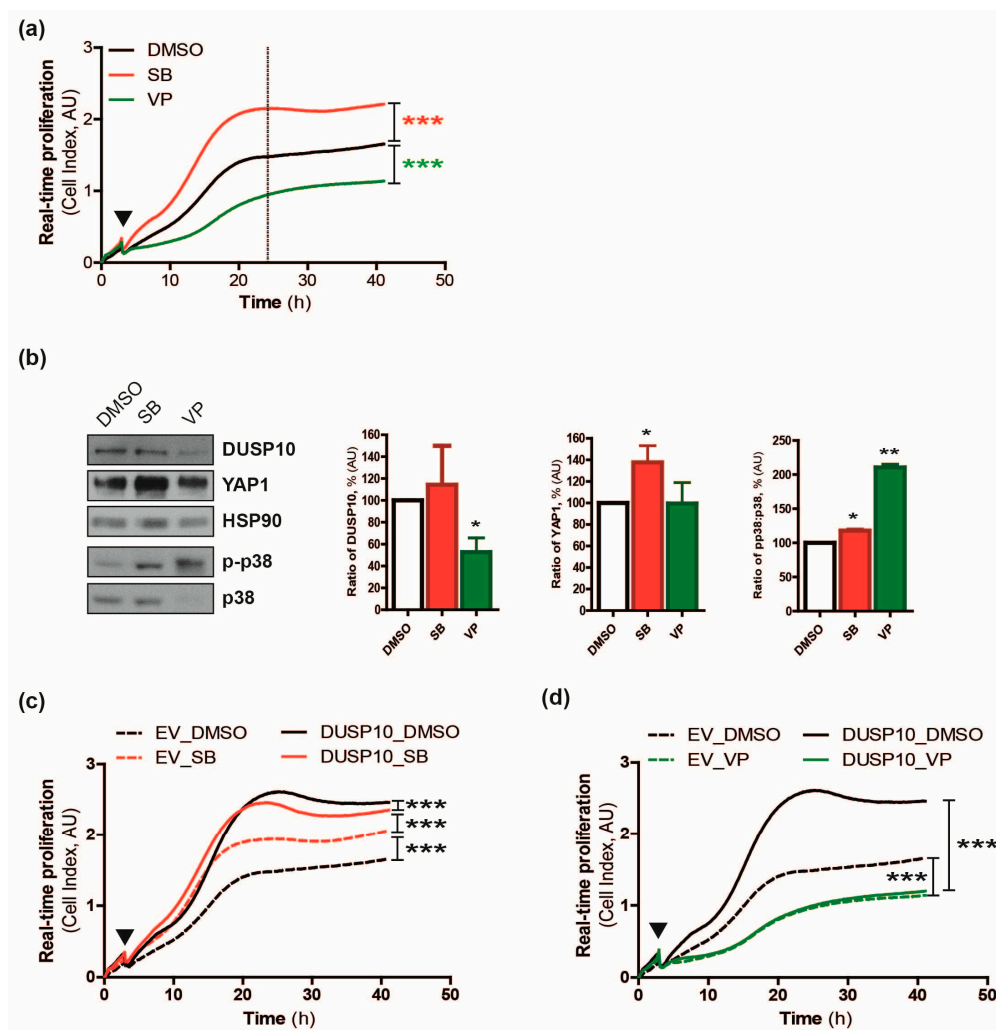 (a)
DMSO
SB
VP
Real-time proliferation
(Cell Index, AU)
3
2
1
0
***
***
0 10 20 30 40 50
Time (h)
(b)
DMSO SB VP
DUSP10
YAP1
HSP90
p-p38
p38
Ratio of DUSP10, % (AU)
160
140
120
100
80
60
40
20
0
*
DMSO SB VP
Ratio of YAP1, % (AU)
160
140
120
100
80
60
40
20
0
*
DMSO SB VP
Ratio of pp38:p38, % (AU)
250
200
150
100
50
0
*
**
DMSO SB VP
(c)
EV_DMSO DUSP10_DMSO
EV_SB DUSP10_SB
Real-time proliferation
(Cell Index, AU)
3
2
1
0
***
***
***
0 10 20 30 40 50
Time (h)
(d)
EV_DMSO DUSP10_DMSO
EV_VP DUSP10_VP
Real-time proliferation
(Cell Index, AU)
3
2
1
0
***
***
0 10 20 30 40 50
Time (h)